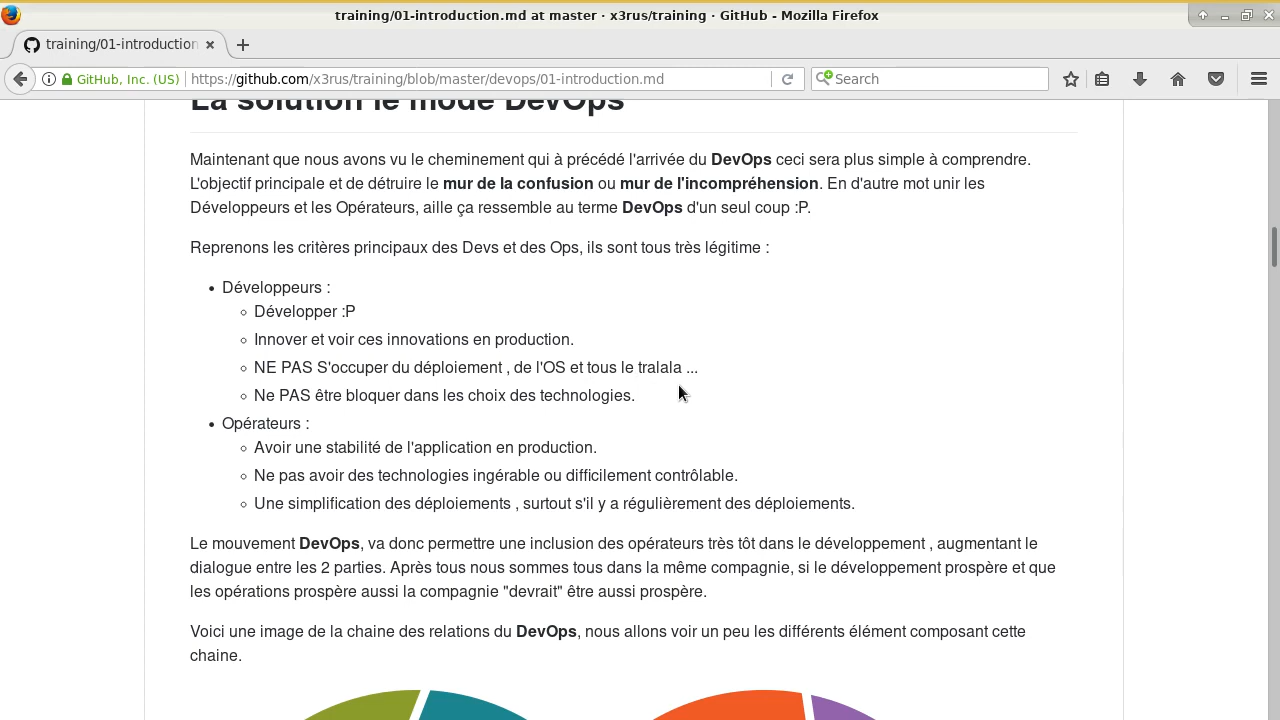 training/01-introduction.md at master · x3rus/training · GitHub - Mozilla Firefox
training/01-introduction
GitHub, Inc. (US)
https://github.com/x3rus/training/blob/master/devops/01-introduction.md
Search
La solution le mode DevOps
Maintenant que nous avons vu le cheminement qui à précédé l'arrivée du DevOps ceci sera plus simple à comprendre.
L'objectif principale et de détruire le mur de la confusion ou mur de l'incompréhension. En d'autre mot unir les
Développeurs et les Opérateurs, aille ça ressemble au terme DevOps d'un seul coup :P.
Reprenons les critères principaux des Devs et des Ops, ils sont tous très légitime :
• Développeurs :
◦ Développer :P
◦ Innover et voir ces innovations en production.
◦ NE PAS S'occuper du déploiement , de l'OS et tous le tralala ...
◦ Ne PAS être bloquer dans les choix des technologies.
• Opérateurs :
◦ Avoir une stabilité de l'application en production.
◦ Ne pas avoir des technologies ingérable ou difficilement contrôlable.
◦ Une simplification des déploiements , surtout s'il y a régulièrement des déploiements.
Le mouvement DevOps, va donc permettre une inclusion des opérateurs très tôt dans le développement , augmentant le
dialogue entre les 2 parties. Après tous nous sommes tous dans la même compagnie, si le développement prospère et que
les opérations prospère aussi la compagnie "devrait" être aussi prospère.
Voici une image de la chaine des relations du DevOps, nous allons voir un peu les différents élément composant cette
chaine.